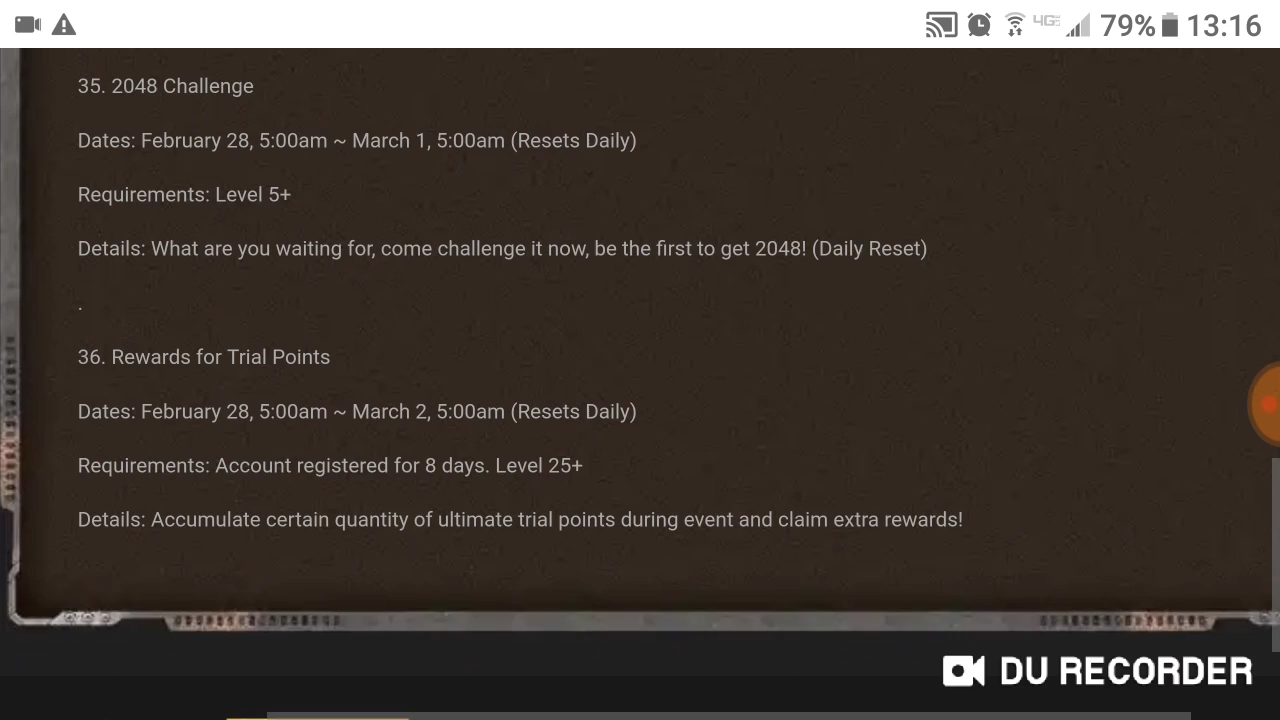 4GE 79% 13:16
35. 2048 Challenge
Dates: February 28, 5:00am ~ March 1, 5:00am (Resets Daily)
Requirements: Level 5+
Details: What are you waiting for, come challenge it now, be the first to get 2048! (Daily Reset)
.
36. Rewards for Trial Points
Dates: February 28, 5:00am ~ March 2, 5:00am (Resets Daily)
Requirements: Account registered for 8 days. Level 25+
Details: Accumulate certain quantity of ultimate trial points during event and claim extra rewards!
DU RECORDER